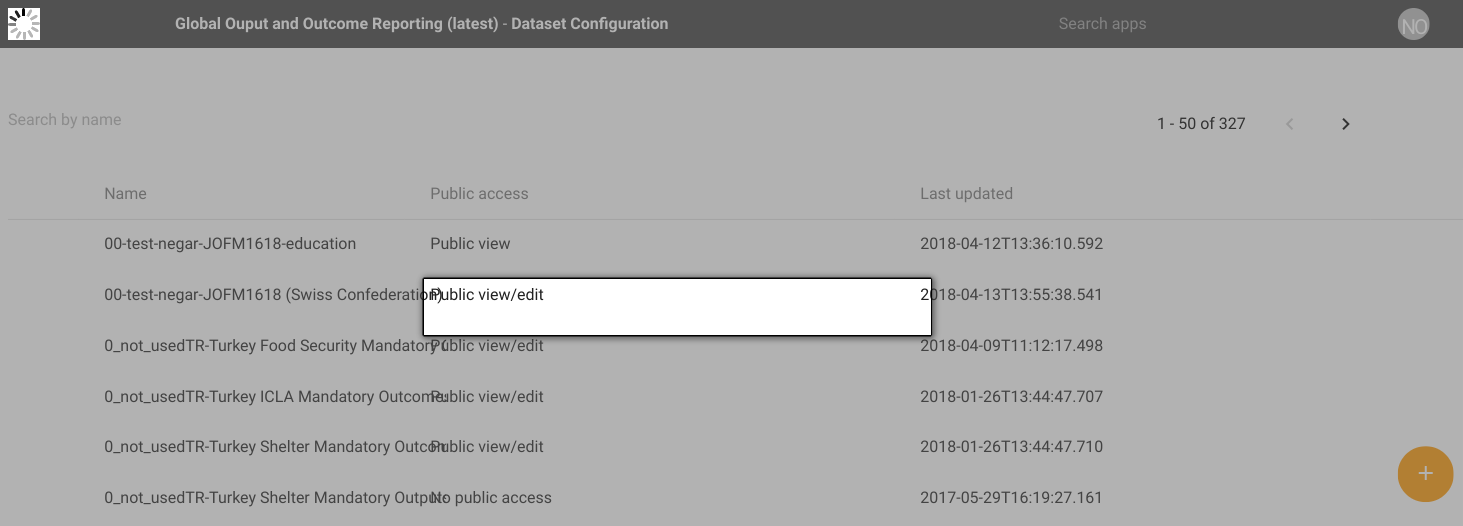 Global Ouput and Outcome Reporting (latest) - Dataset Configuration Search apps NO
Search by name 1 - 50 of 327
Name Public access Last updated
00-test-negar-JOFM1618-education Public view 2018-04-12T13:36:10.592
00-test-negar-JOFM1618 (Swiss Confederation) Public view/edit 2018-04-13T13:55:38.541
0_not_usedTR-Turkey Food Security Mandatory Public view/edit 2018-04-09T11:12:17.498
0_not_usedTR-Turkey ICLA Mandatory Outcome: Public view/edit 2018-01-26T13:44:47.707
0_not_usedTR-Turkey Shelter Mandatory Public view/edit 2018-01-26T13:44:47.710
0_not_usedTR-Turkey Shelter Mandatory No public access 2017-05-29T16:19:27.161